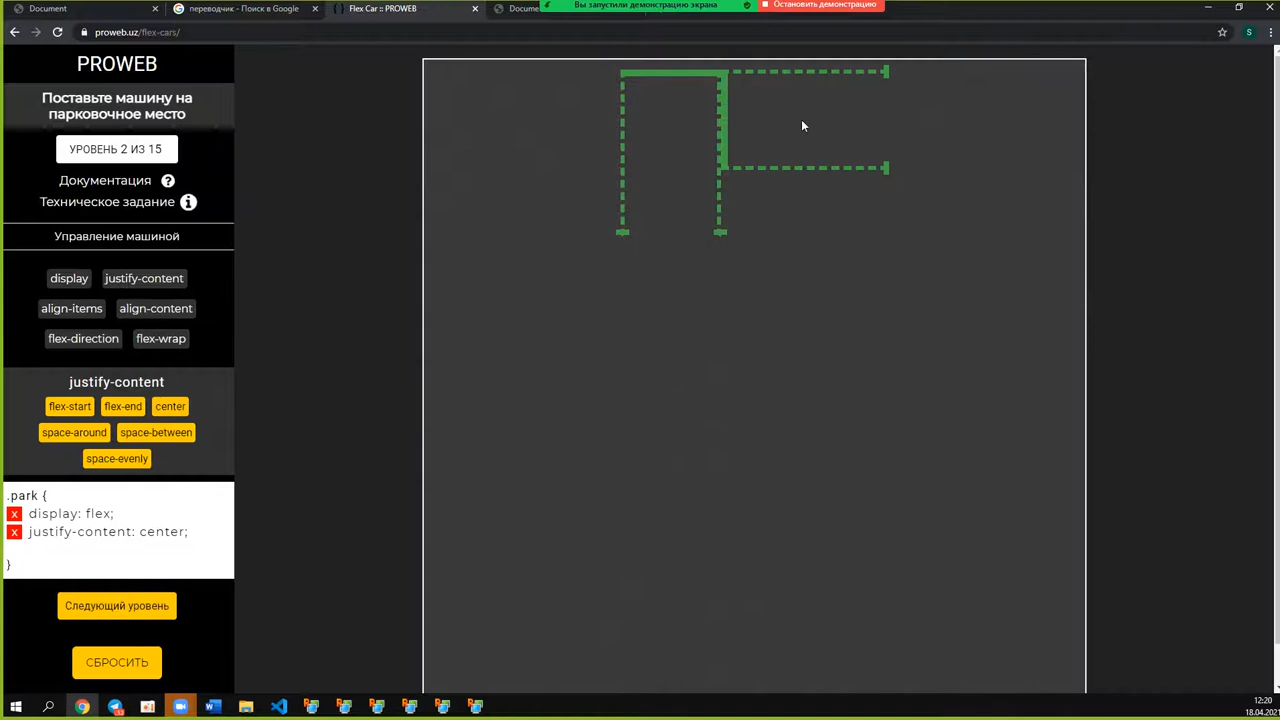 Document
переводчик - Поиск в Google
Flex Car :: PROWEB
Docume
Вы запустили демонстрацию экрана
Остановить демонстрацию
proweb.uz/flex-cars/
S
PROWEB
Поставьте машину на
парковочное место
УРОВЕНЬ 2 ИЗ 15
Документация ?
Техническое задание i
Управление машиной
display justify-content
align-items align-content
flex-direction flex-wrap
justify-content
flex-start flex-end center
space-around space-between
space-evenly
.park {
x display: flex;
x justify-content: center;
}
Следующий уровень
СБРОСИТЬ
12:20
18.04.2021